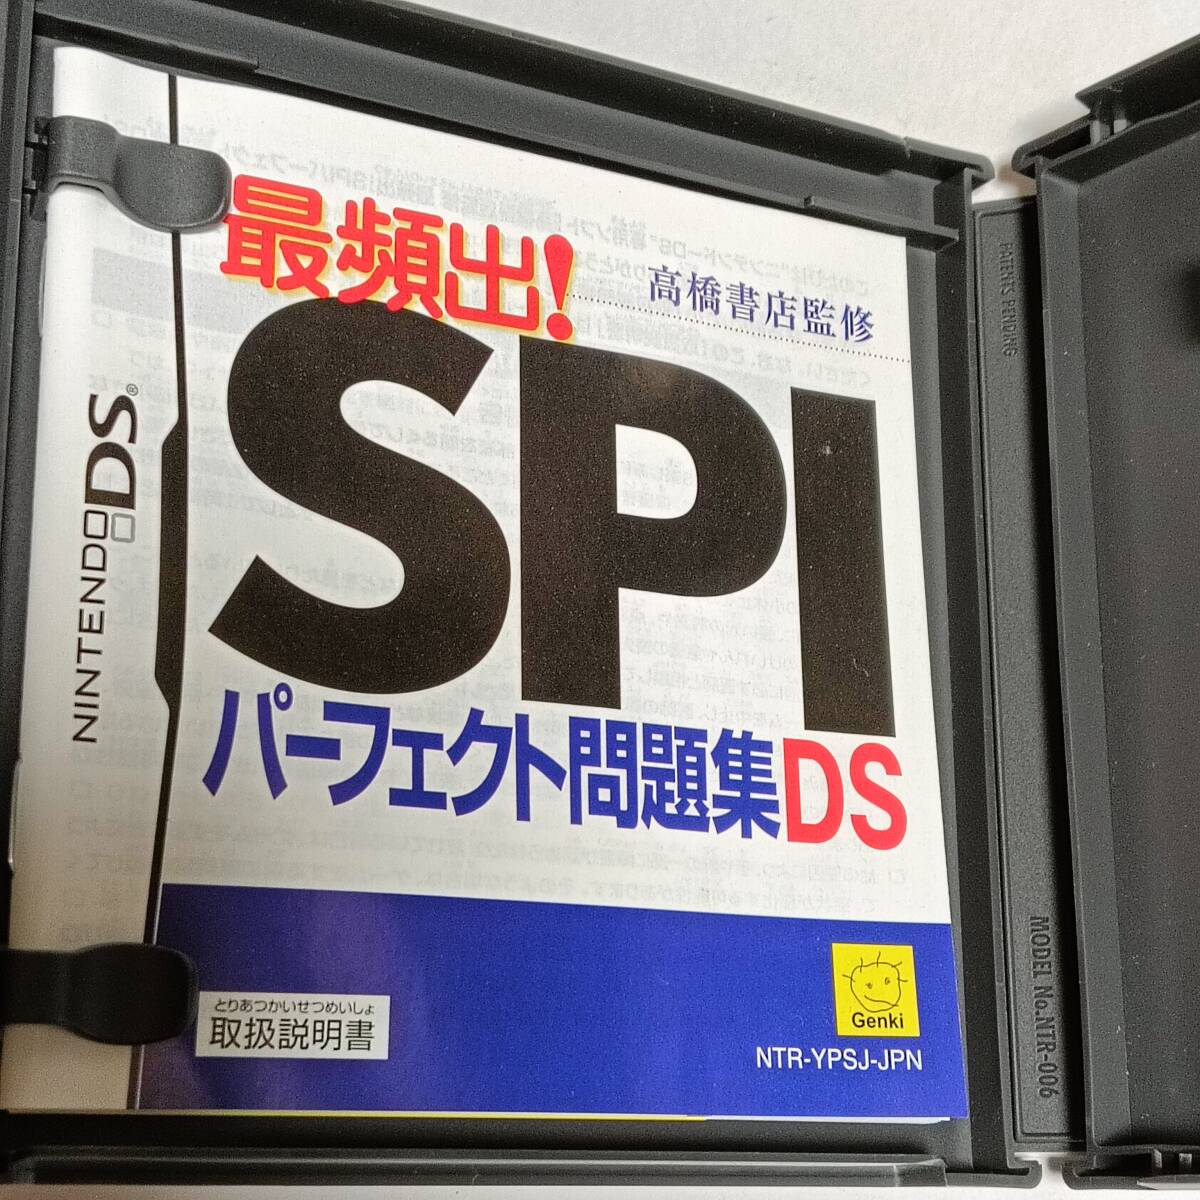 最頻出!
高橋書店監修
SPI
パーフェクト問題集DS
NINTENDODS®
とりあつかいせつめいしょ
取扱説明書
Genki
NTR-YPSJ-JPN
PATENTS PENDING
MODEL No.NTR-006